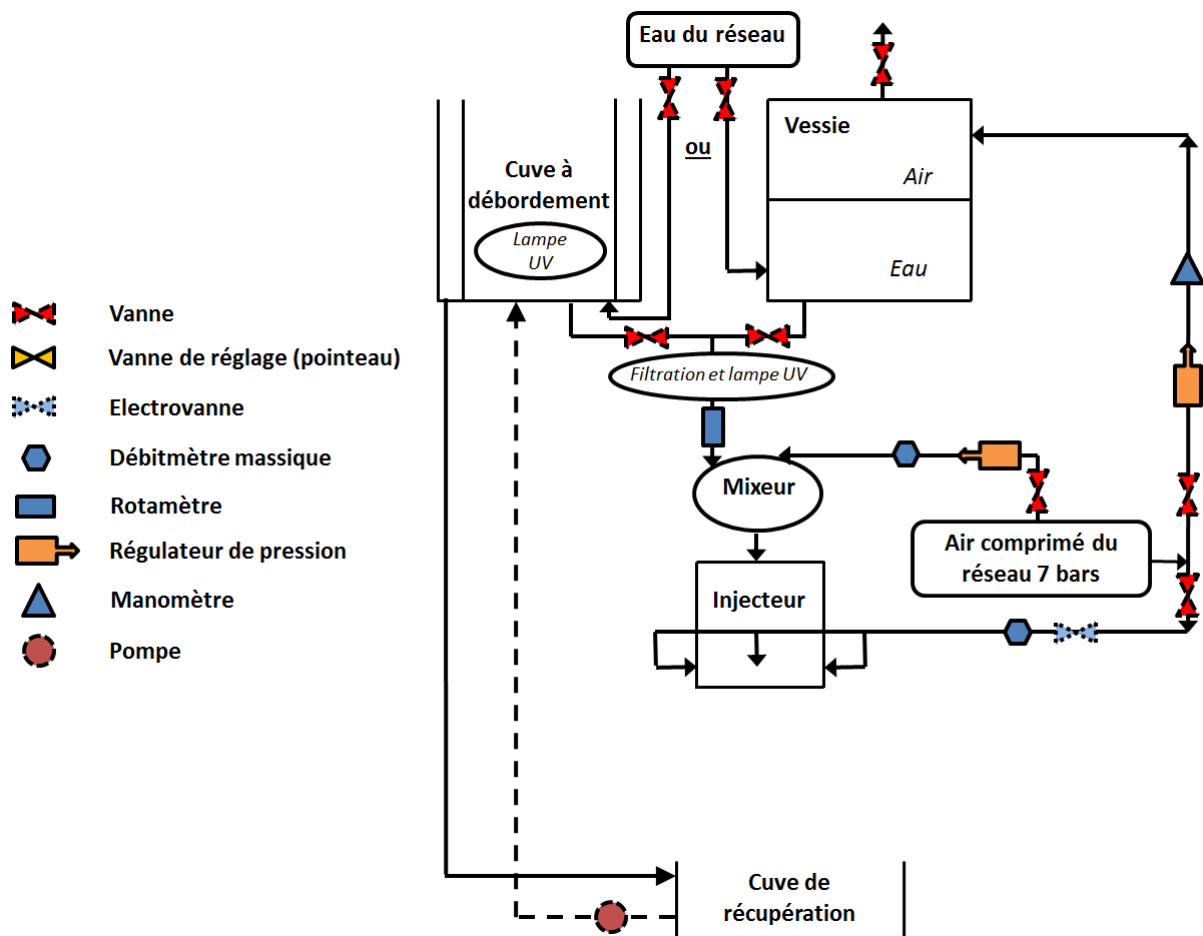 Eau du réseau
Vessie
ou
Air
Cuve à
débordement
Lampe
UV
Eau
Vanne
Vanne de réglage (pointeau)
Electrovanne
Débitmètre massique
Rotamètre
Régulateur de pression
Manomètre
Pompe
Filtration et lampe UV
Mixeur
Air comprimé du
réseau 7 bars
Injecteur
Cuve de
récupération